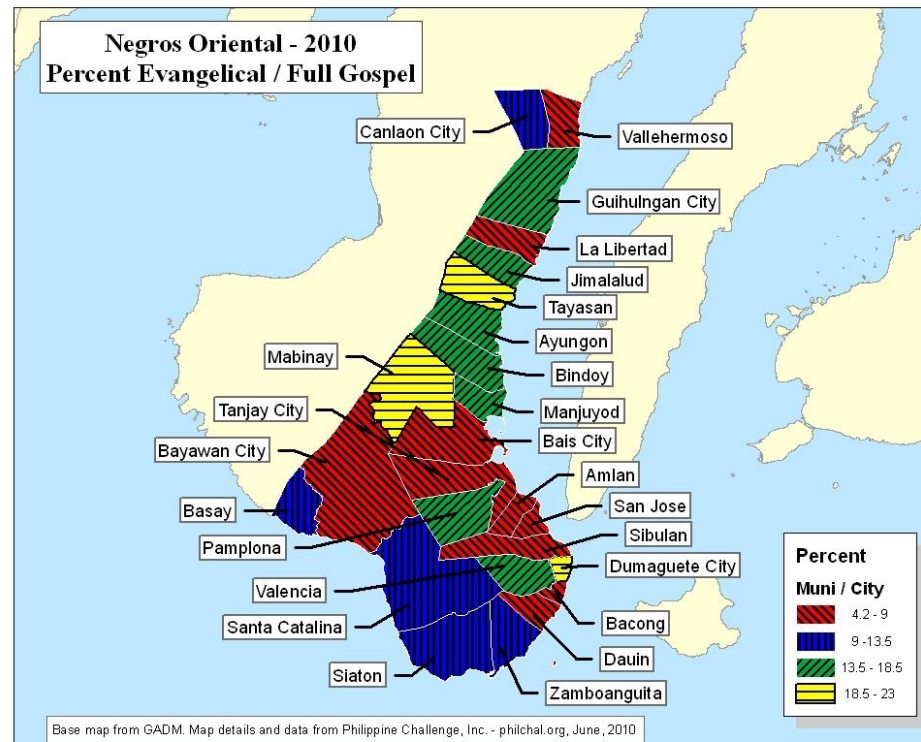 Negros Oriental - 2010
Percent Evangelical / Full Gospel
Canlaon City
Vallehermoso
Guihulngan City
La Libertad
Jimalalud
Tayasan
Ayungon
Mabinay
Bindoy
Tanjay City
Manjuyod
Bayawan City
Bais City
Amlan
Basay
San Jose
Pamplona
Sibulan
Dumaguete City
Valencia
Bacong
Santa Catalina
Dauin
Siaton
Zamboanguita
Percent
Muni / City
4.2 - 9
9 -13.5
13.5 - 18.5
18.5 - 23
Base map from GADM. Map details and data from Philippine Challenge, Inc. - philchal.org, June, 2010